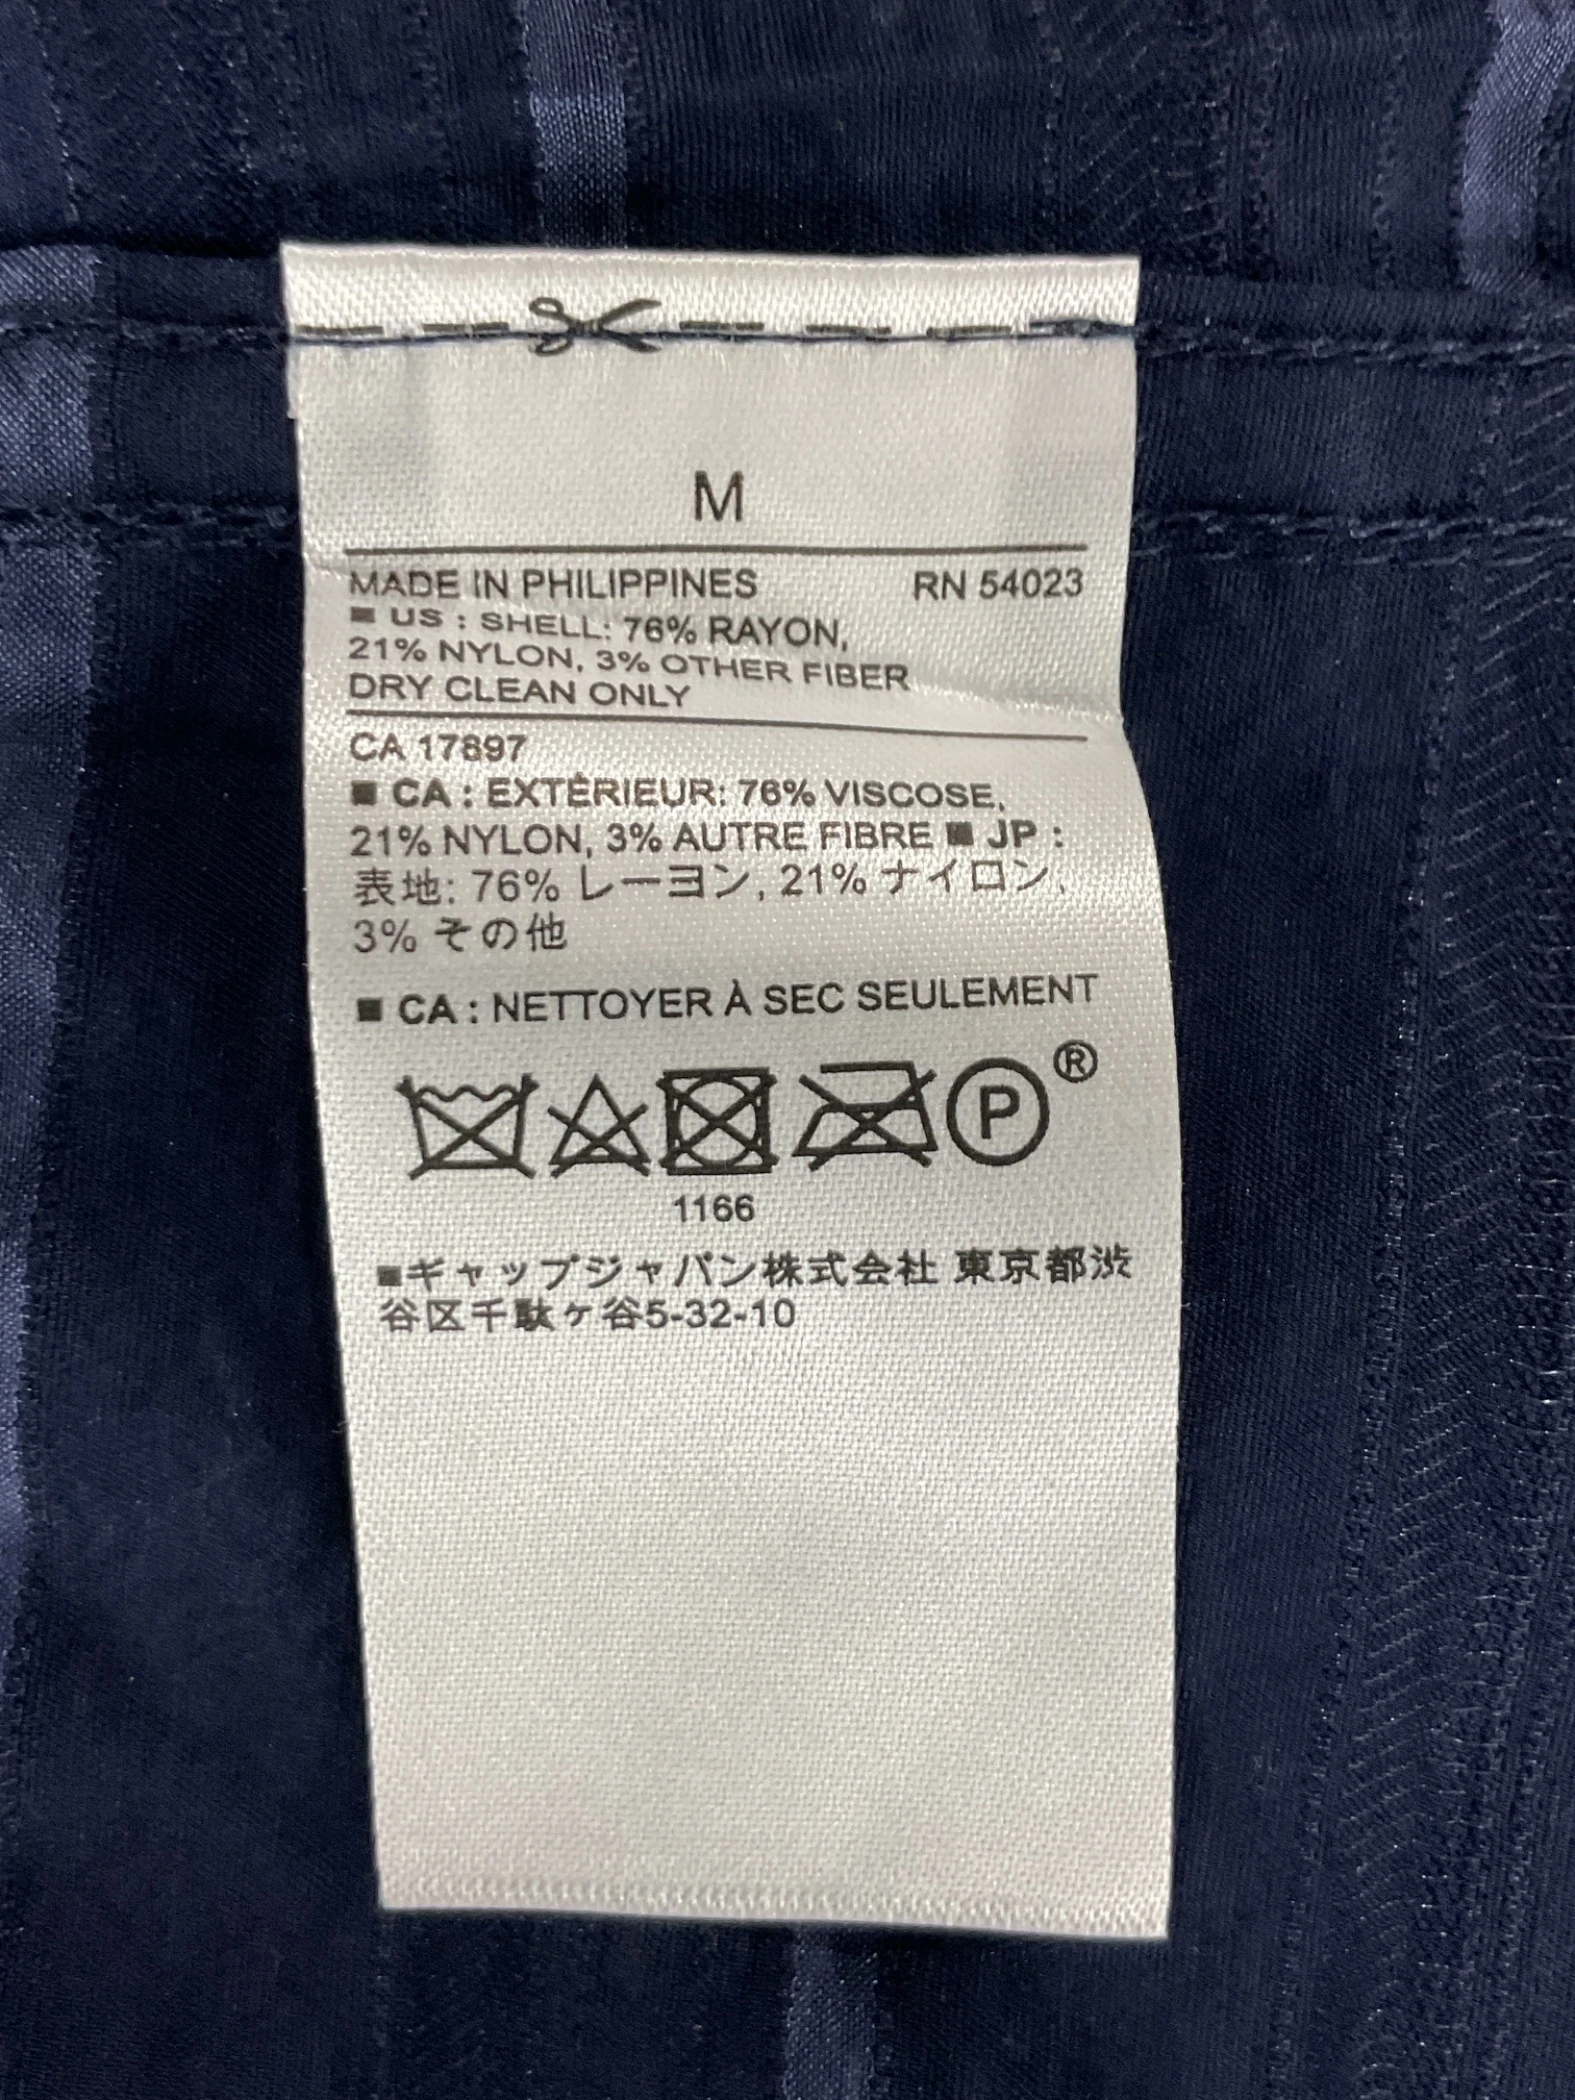 M
MADE IN PHILIPPINES RN 54023
■ US : SHELL: 76% RAYON,
21% NYLON, 3% OTHER FIBER
DRY CLEAN ONLY
CA 17897
■ CA : EXTÉRIEUR: 76% VISCOSE,
21% NYLON, 3% AUTRE FIBRE ■ JP :
表地: 76% レーヨン, 21% ナイロン,
3% その他
■ CA : NETTOYER À SEC SEULEMENT
P ®
1166
■ギャップジャパン株式会社 東京都渋
谷区千駄ヶ谷5-32-10